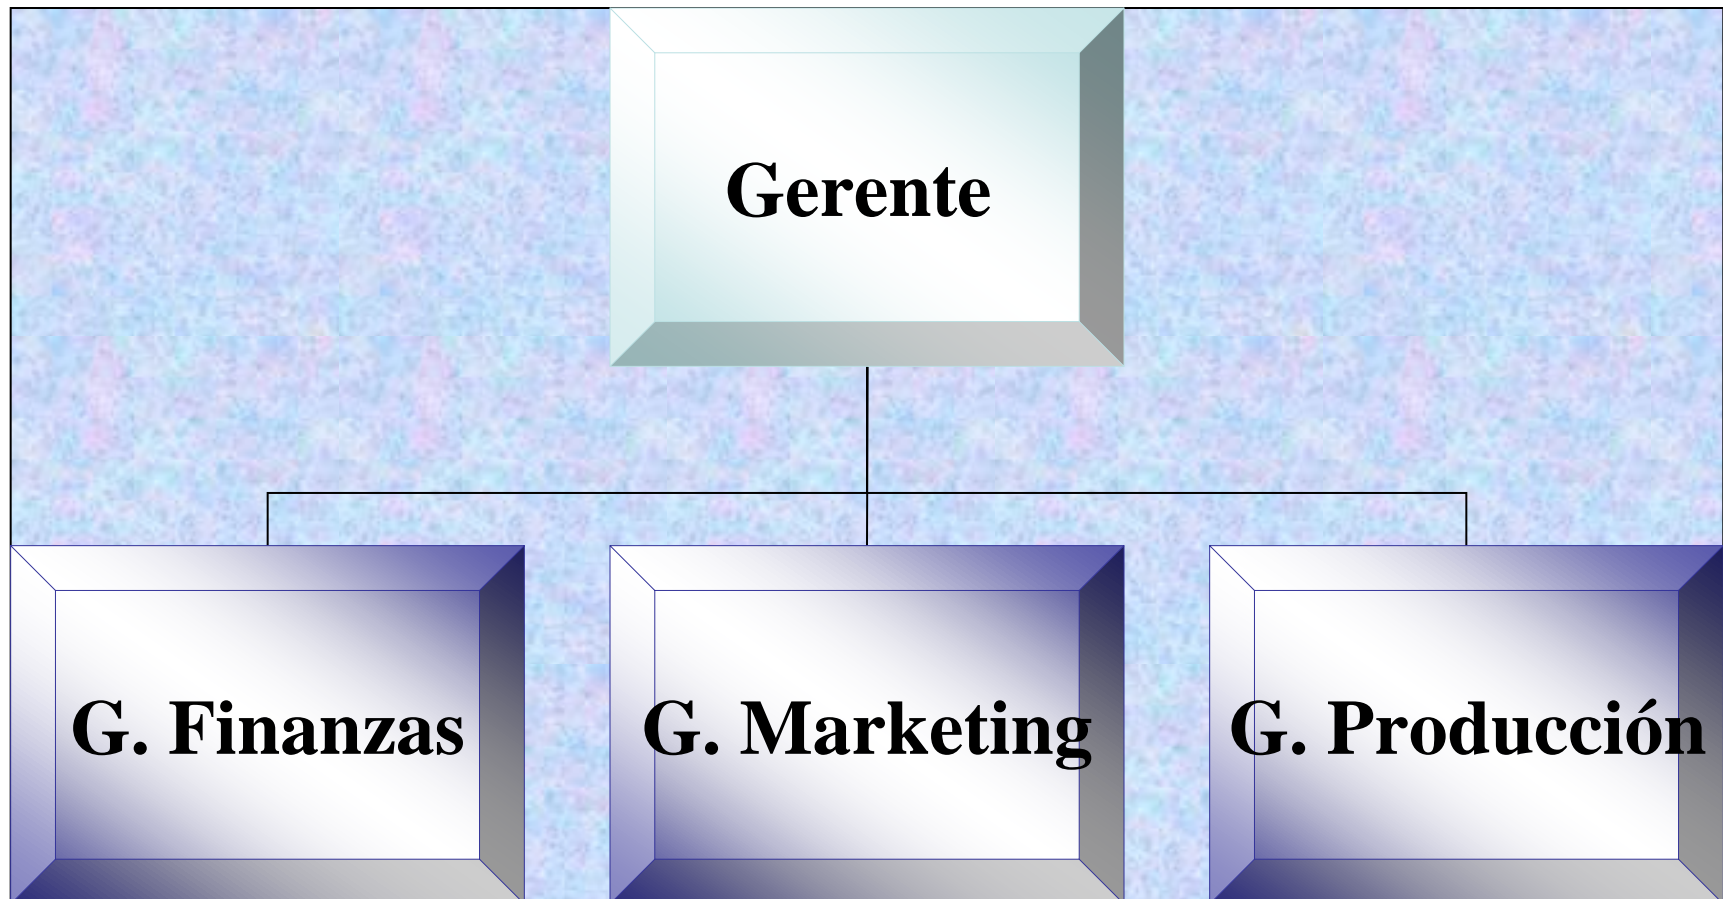 Gerente
G. Finanzas
G. Marketing
G. Producción